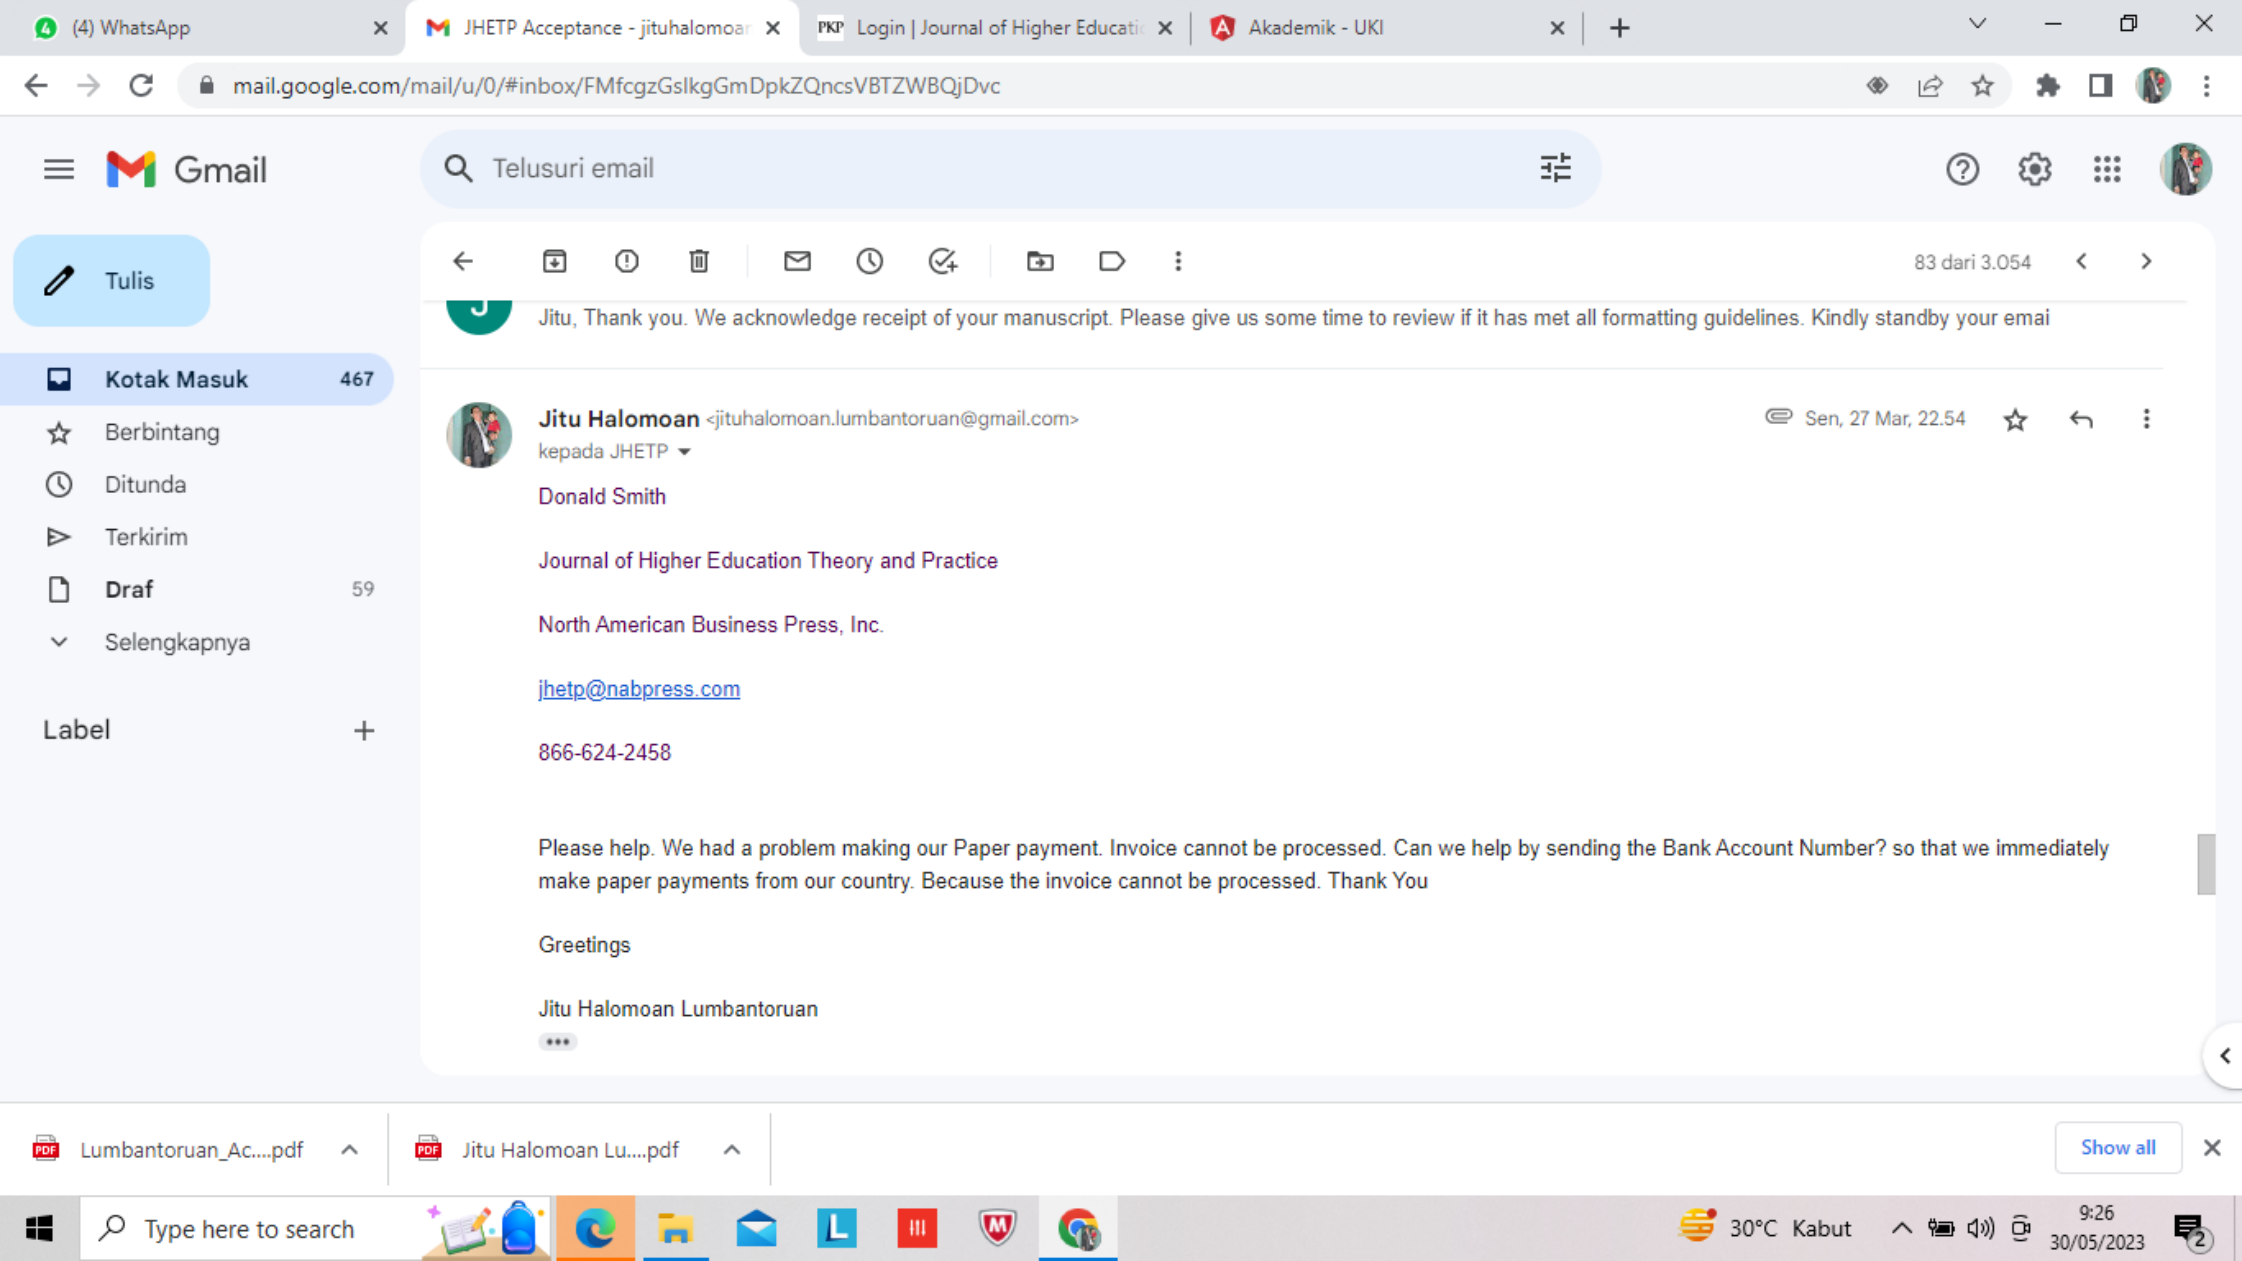 (4) WhatsApp
JHETP Acceptance - jituhalomoan
PKP Login | Journal of Higher Educatio
Akademik - UKI
mail.google.com/mail/u/0/#inbox/FMfcgzGslkgGmDpkZQncsVBTZWBQjDvc
Gmail
Telusuri email
Tulis
83 dari 3.054
Jitu, Thank you. We acknowledge receipt of your manuscript. Please give us some time to review if it has met all formatting guidelines. Kindly standby your emai
Kotak Masuk 467
Berbintang
Ditunda
Terkirim
Draf 59
Selengkapnya
Label
Jitu Halomoan <jituhalomoan.lumbantoruan@gmail.com>
Sen, 27 Mar, 22.54
kepada JHETP
Donald Smith
Journal of Higher Education Theory and Practice
North American Business Press, Inc.
jhetp@nabpress.com
866-624-2458
Please help. We had a problem making our Paper payment. Invoice cannot be processed. Can we help by sending the Bank Account Number? so that we immediately
make paper payments from our country. Because the invoice cannot be processed. Thank You
Greetings
Jitu Halomoan Lumbantoruan
Lumbantoruan_Ac....pdf
Jitu Halomoan Lu....pdf
Show all
Type here to search
30°C Kabut
9:26
30/05/2023
2